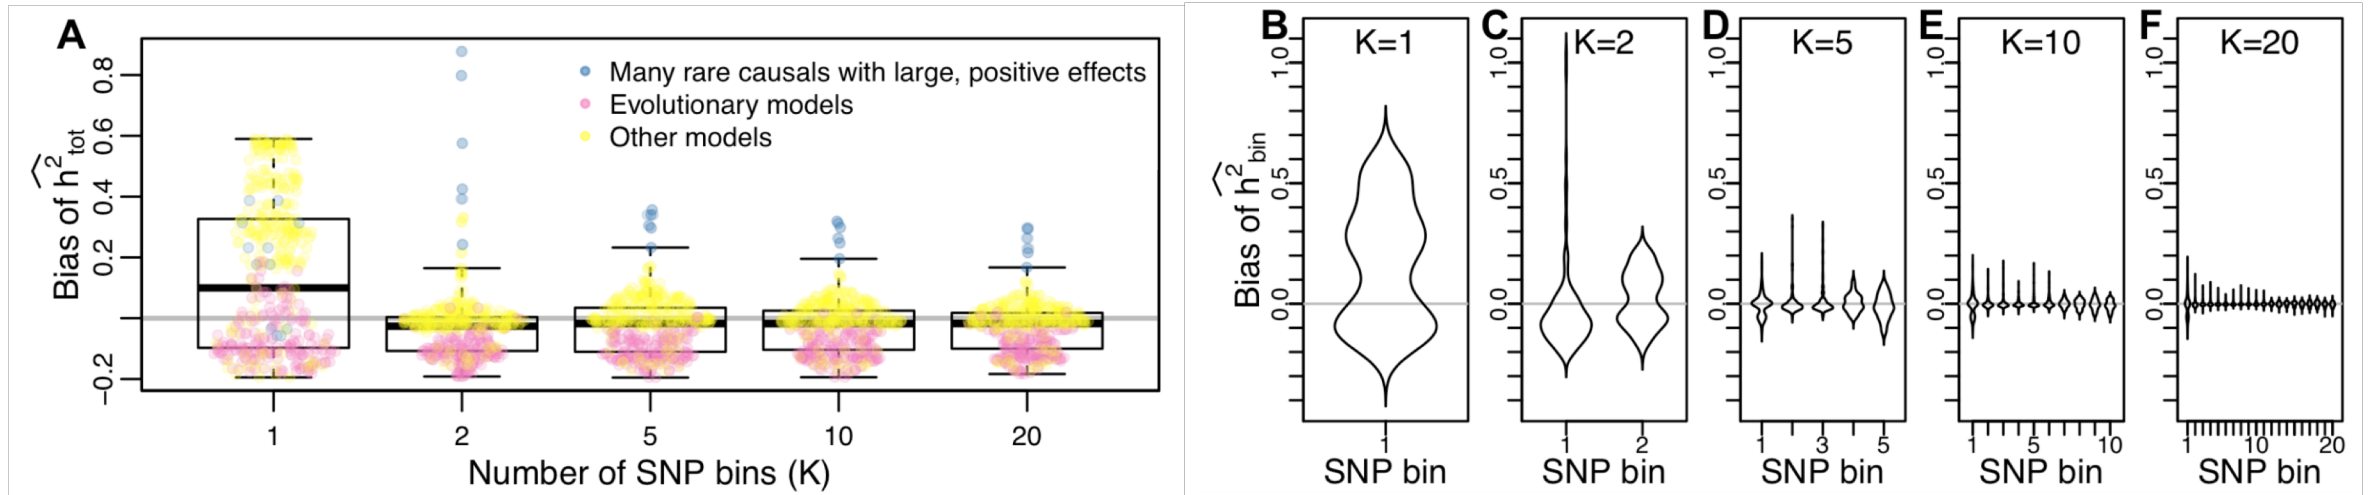 A
Bias of ĥ²tot
−0.2
0.2
0.4
0.6
0.8
Many rare causals with large, positive effects
Evolutionary models
Other models
1 2 5 10 20
Number of SNP bins (K)
B
K=1
Bias of ĥ²bin
0.0
0.5
1.0
1
SNP bin
C
K=2
0.0
0.5
1.0
1 2
SNP bin
D
K=5
0.0
0.5
1.0
1 3 5
SNP bin
E
K=10
0.0
0.5
1.0
1 5 10
SNP bin
F
K=20
0.0
0.5
1.0
1 10 20
SNP bin